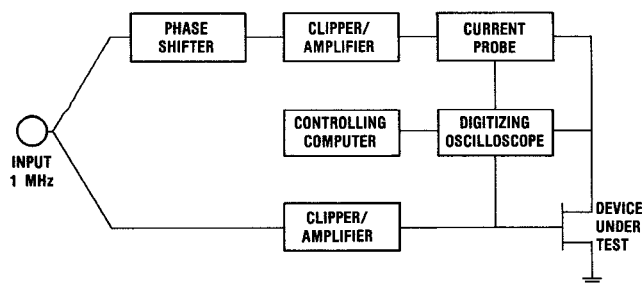 PHASE
SHIFTER
CLIPPER/
AMPLIFIER
CURRENT
PROBE
INPUT
1 MHz
CONTROLLING
COMPUTER
DIGITIZING
OSCILLOSCOPE
CLIPPER/
AMPLIFIER
DEVICE
UNDER
TEST